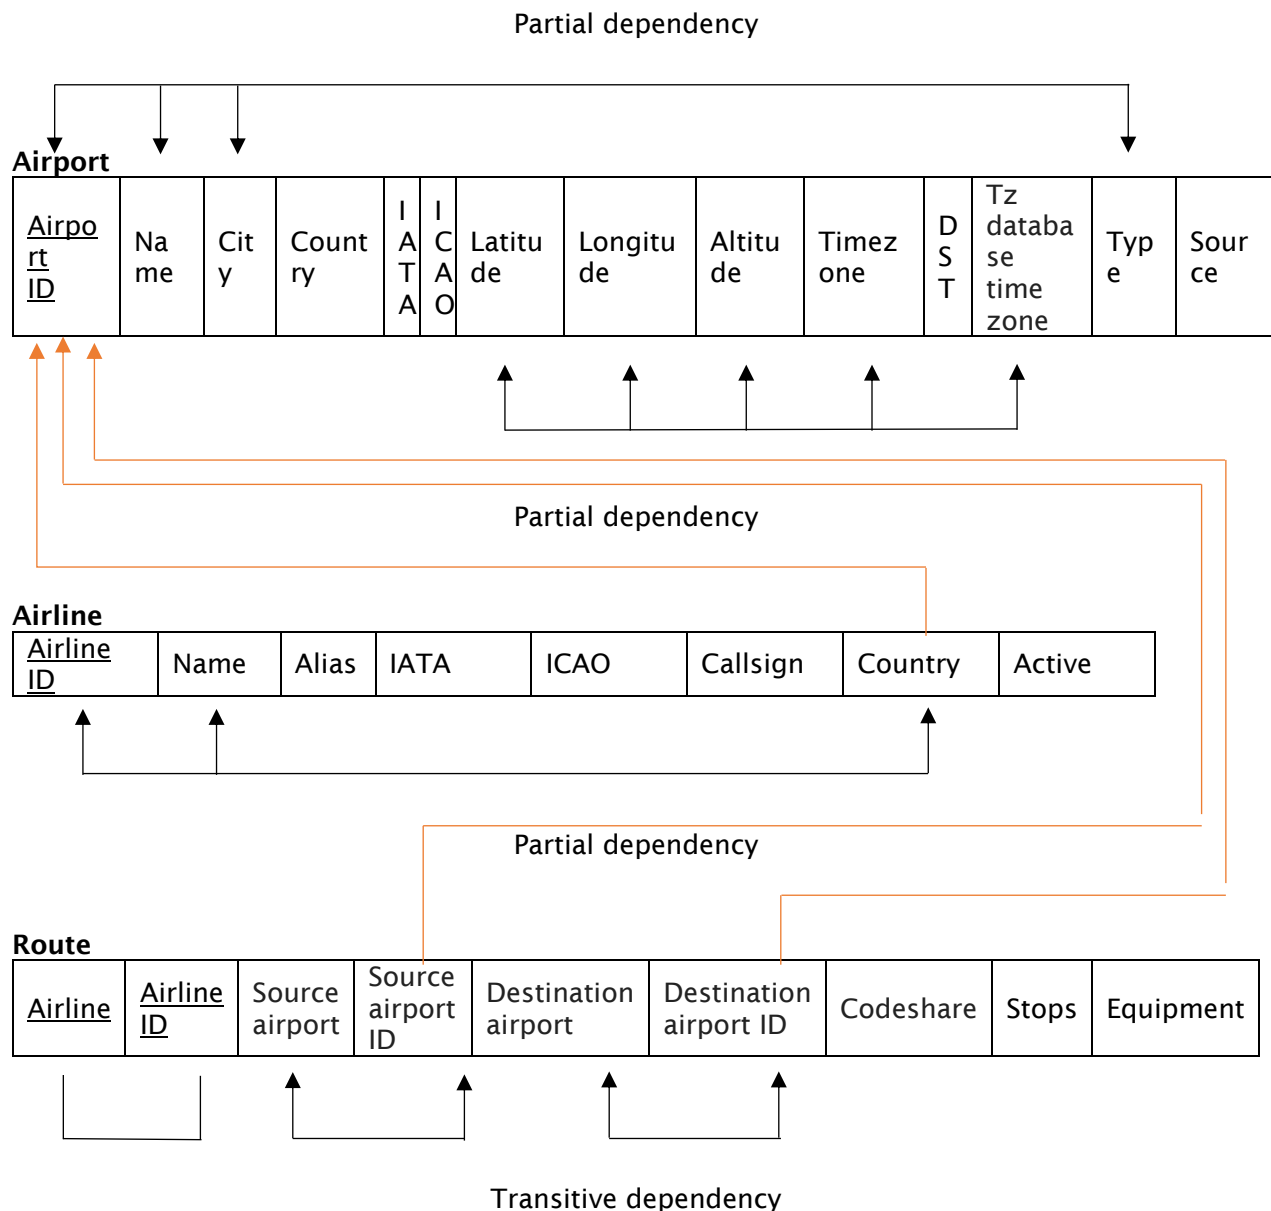 Partial dependency
Airport
Airpo
rt
ID
Na
me
Cit
y
Count
ry
I
A
T
A
I
C
A
O
Latitu
de
Longitu
de
Altitu
de
Timez
one
D
S
T
Tz
databa
se
time
zone
Typ
e
Sour
ce
Partial dependency
Airline
Airline
ID
Name
Alias
IATA
ICAO
Callsign
Country
Active
Partial dependency
Route
Airline
Airline
ID
Source
airport
Source
airport
ID
Destination
airport
Destination
airport ID
Codeshare
Stops
Equipment
Transitive dependency